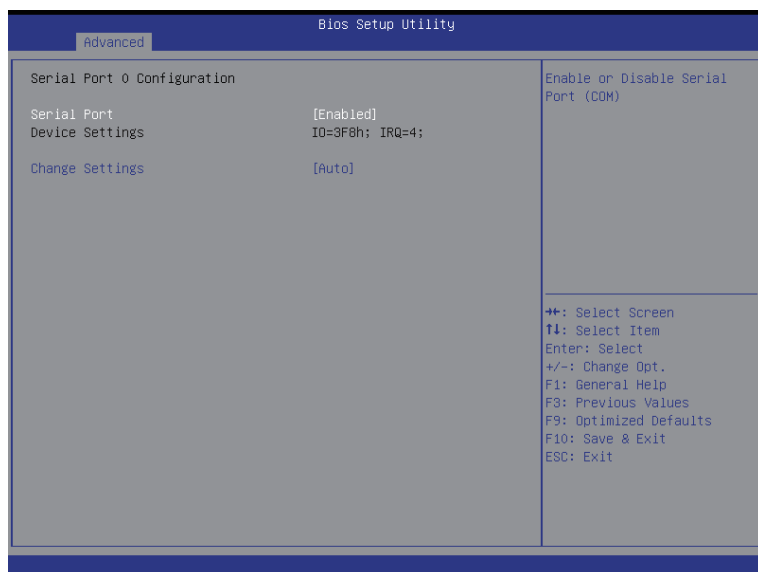 Bios Setup Utility
Advanced
Serial Port 0 Configuration
Serial Port [Enabled]
Device Settings IO=3F8h; IRQ=4;
Change Settings [Auto]
Enable or Disable Serial
Port (COM)
→←: Select Screen
↑↓: Select Item
Enter: Select
+/-: Change Opt.
F1: General Help
F3: Previous Values
F9: Optimized Defaults
F10: Save & Exit
ESC: Exit